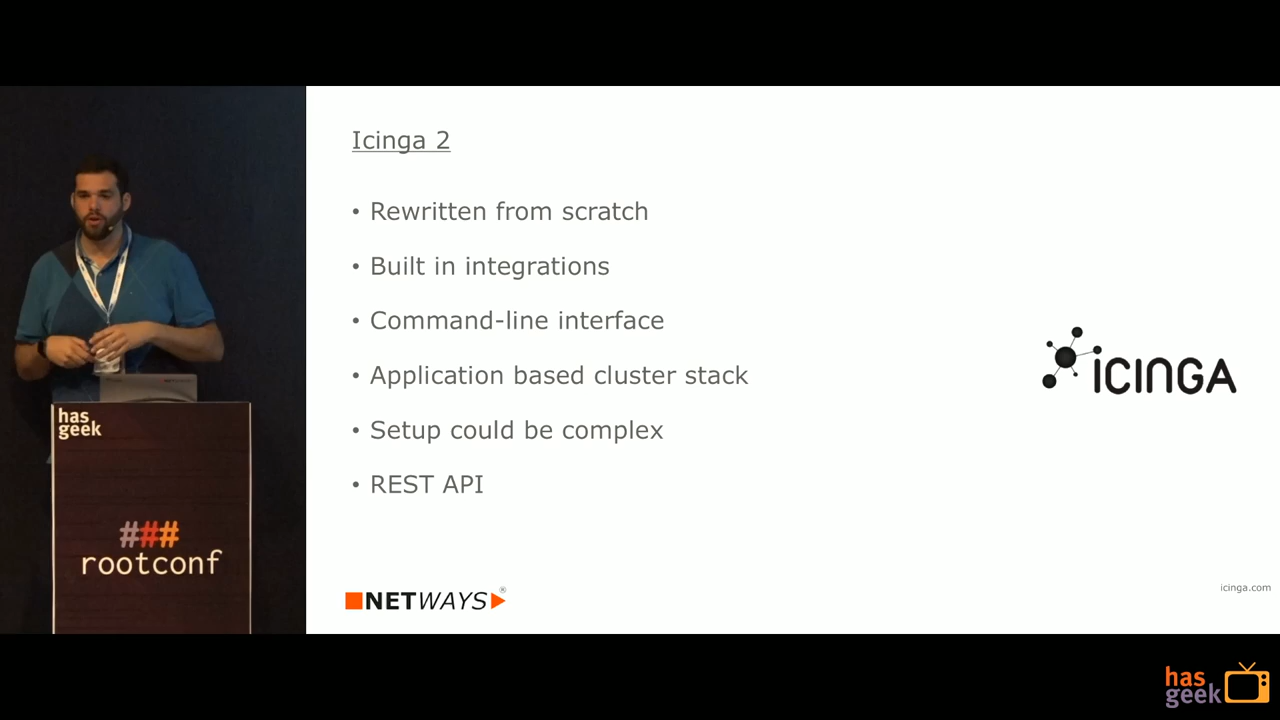 Icinga 2
• Rewritten from scratch
• Built in integrations
• Command-line interface
• Application based cluster stack
• Setup could be complex
• REST API
ICINGA
NETWAYS®
icinga.com
has
geek
###
rootconf
has
geek